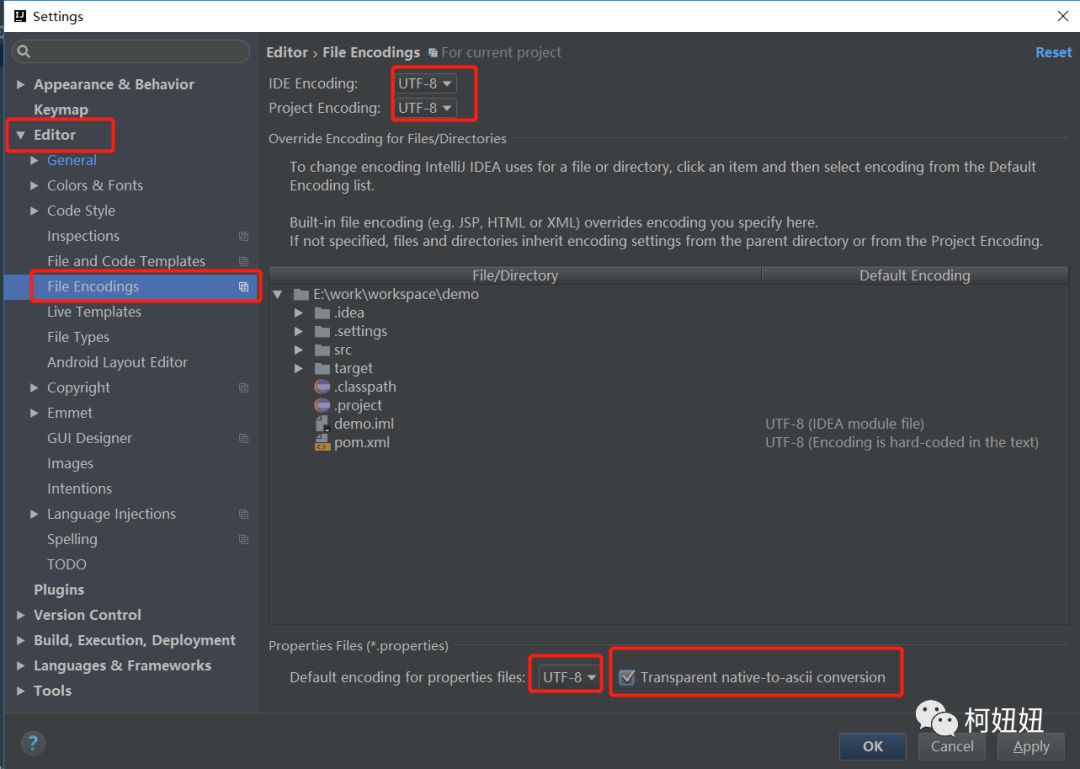 Settings
Editor › File Encodings For current project Reset
IDE Encoding: UTF-8
Project Encoding: UTF-8
Override Encoding for Files/Directories
To change encoding IntelliJ IDEA uses for a file or directory, click an item and then select encoding from the Default
Encoding list.
Built-in file encoding (e.g. JSP, HTML or XML) overrides encoding you specify here.
If not specified, files and directories inherit encoding settings from the parent directory or from the Project Encoding.
Appearance & Behavior
Keymap
Editor
General
Colors & Fonts
Code Style
Inspections
File and Code Templates
File Encodings
Live Templates
File Types
Android Layout Editor
Copyright
Emmet
GUI Designer
Images
Intentions
Language Injections
Spelling
TODO
Plugins
Version Control
Build, Execution, Deployment
Languages & Frameworks
Tools
File/Directory Default Encoding
E:\work\workspace\demo
.idea
.settings
src
target
.classpath
.project
demo.iml UTF-8 (IDEA module file)
pom.xml UTF-8 (Encoding is hard-coded in the text)
Properties Files (*.properties)
Default encoding for properties files: UTF-8 Transparent native-to-ascii conversion
柯妞妞
? OK Cancel Apply